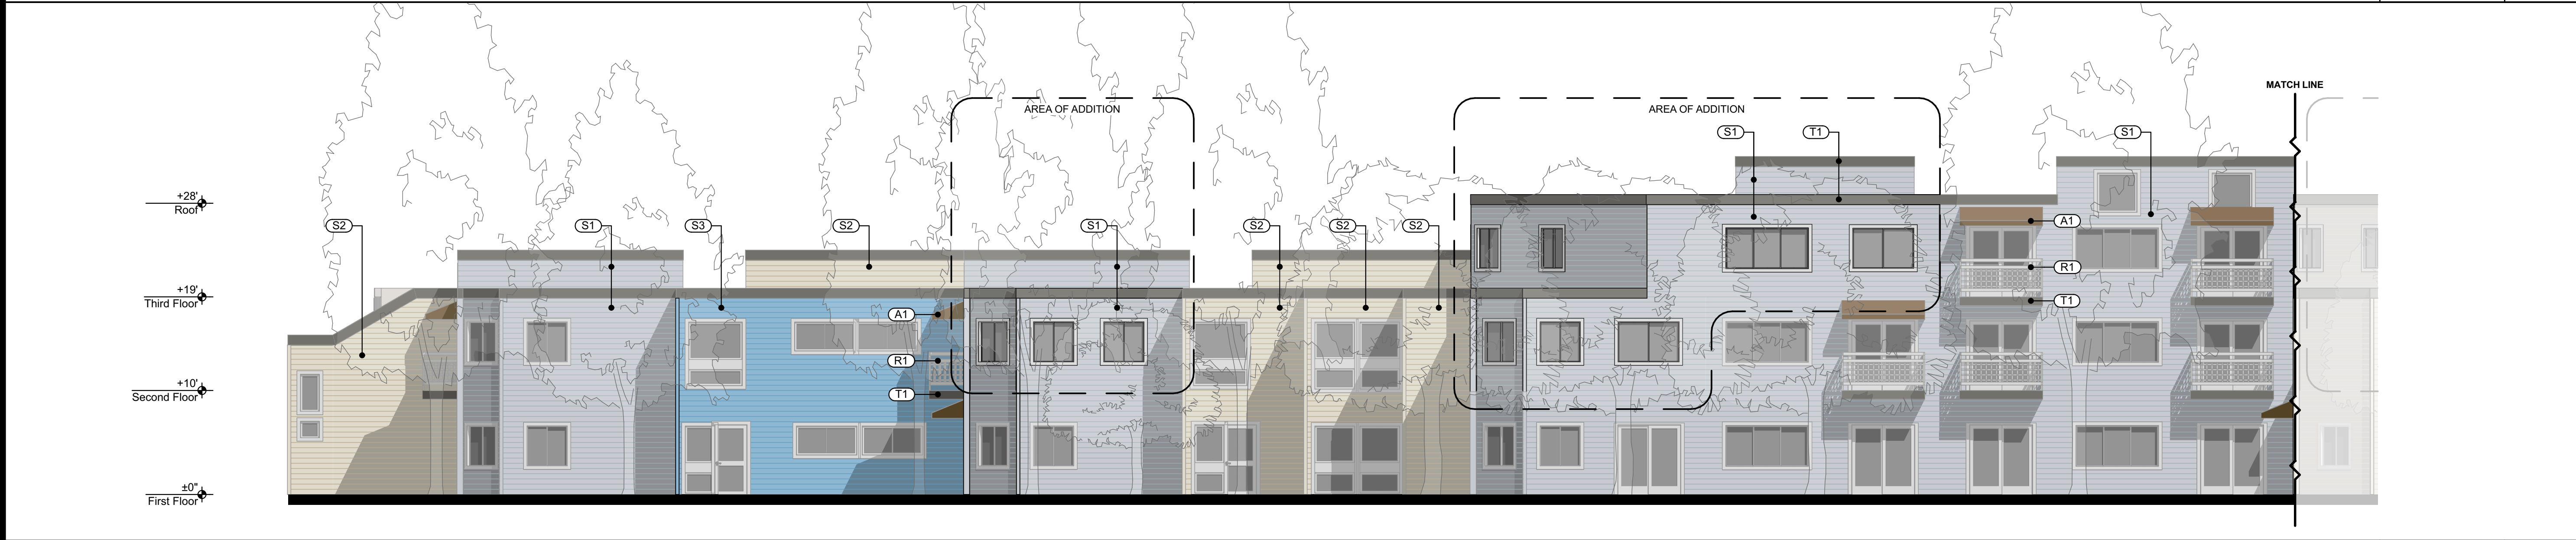 MATCH LINE
AREA OF ADDITION
AREA OF ADDITION
S1
T1
S1
+28'
Roof
S2
S1
S3
S2
S1
S2
S2
S2
A1
R1
T1
+19'
Third Floor
A1
R1
T1
+10'
Second Floor
±0"
First Floor